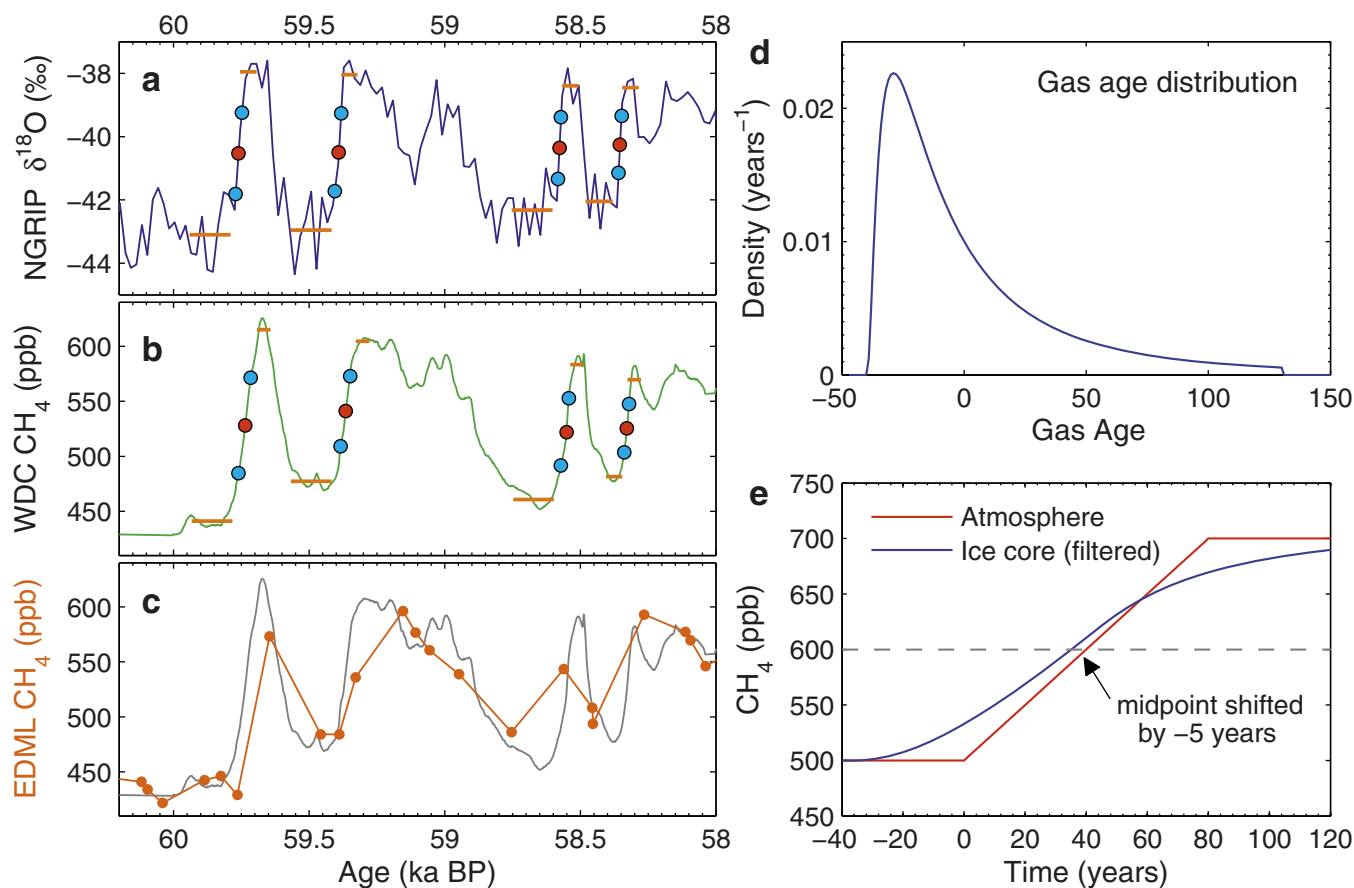 60 59.5 59 58.5 58
a
NGRIP δ18O (‰)
−38
−40
−42
−44
b
WDC CH4 (ppb)
600
550
500
450
c
EDML CH4 (ppb)
600
550
500
450
60 59.5 59 58.5 58
Age (ka BP)
d
Gas age distribution
Density (years−1)
0.02
0.01
0
−50 0 50 100 150
Gas Age
e
Atmosphere
Ice core (filtered)
CH4 (ppb)
750
700
650
600
550
500
450
midpoint shifted
by −5 years
−40 −20 0 20 40 60 80 100 120
Time (years)